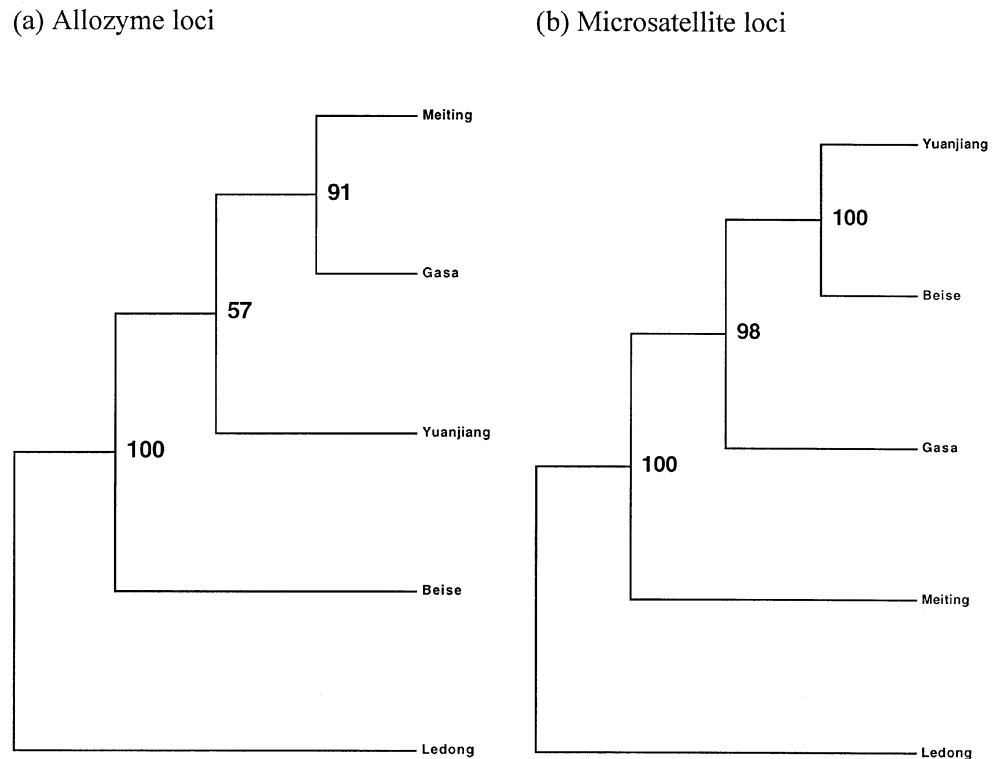 (a) Allozyme loci
Meiting
91
Gasa
57
Yuanjiang
100
Beise
Ledong
(b) Microsatellite loci
Yuanjiang
100
Beise
98
Gasa
100
Meiting
Ledong